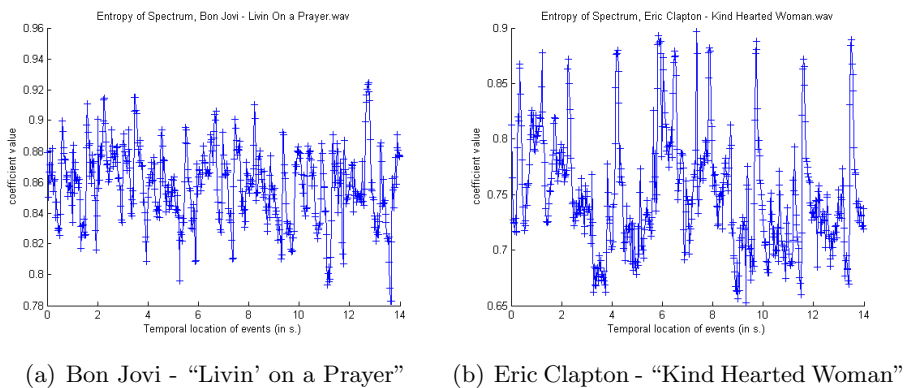 Entropy of Spectrum, Bon Jovi - Livin On a Prayer.wav
0.96
0.94
0.92
0.9
0.88
0.86
0.84
0.82
0.8
0.78
coefficient value
0 2 4 6 8 10 12 14
Temporal location of events (in s.)
(a) Bon Jovi - “Livin’ on a Prayer”
Entropy of Spectrum, Eric Clapton - Kind Hearted Woman.wav
0.9
0.85
0.8
0.75
0.7
0.65
coefficient value
0 2 4 6 8 10 12 14
Temporal location of events (in s.)
(b) Eric Clapton - “Kind Hearted Woman”